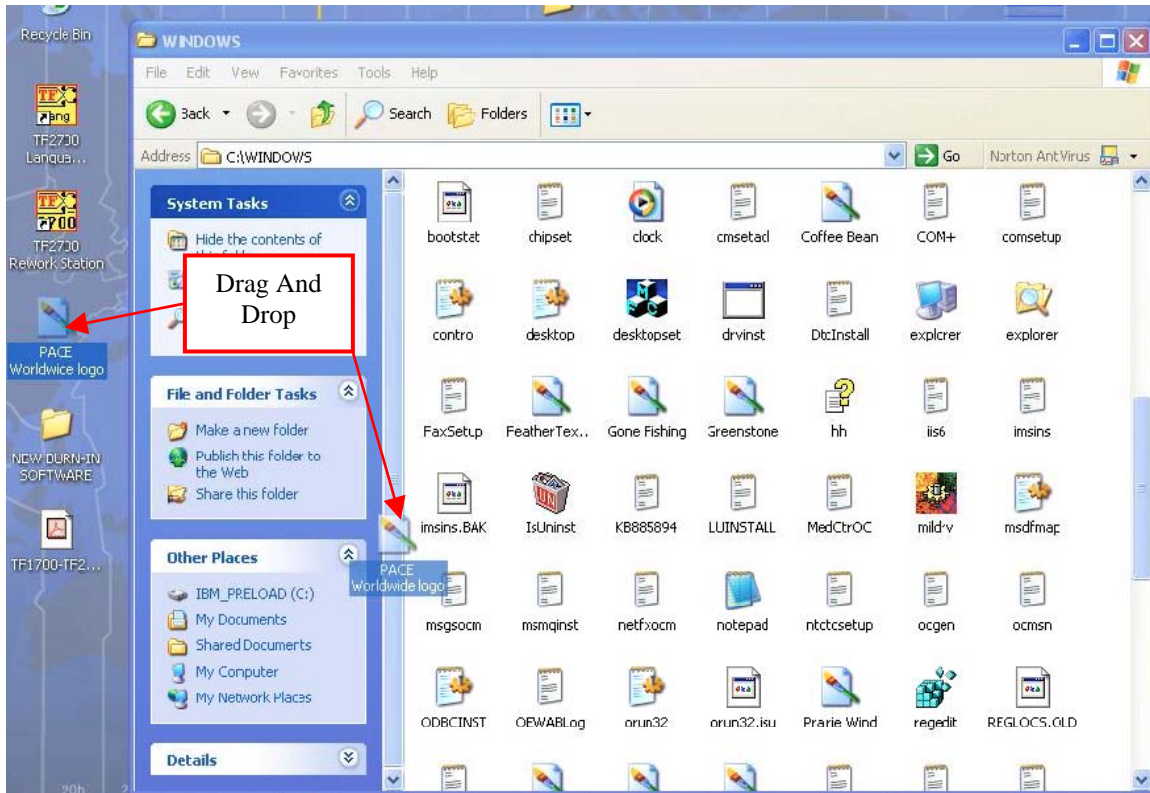 Recycle Bin
TF2700
Langua...
TF2700
Rework Station
PACE
Worldwide logo
NEW BURN-IN
SOFTWARE
TF1700-TF2...
WINDOWS
File Edit View Favorites Tools Help
Back Search Folders
Address C:\WINDOWS Go Norton AntVirus
System Tasks
Hide the contents of
Drag And
Drop
File and Folder Tasks
Make a new folder
Publish this folder to
the Web
Share this folder
Other Places
IBM_PRELOAD (C:)
My Documents
Shared Documents
My Computer
My Network Places
Details
PACE
Worldwide logo
bootstat chipset clock cmsetacl Coffee Bean COM+ comsetup
contro desktop desktopset drvinst DtcInstall explorer explorer
FaxSetup FeatherTex.. Gone Fishing Greenstone hh iis6 imsins
imsins.BAK IsUninst KB885894 LUINSTALL MedCtrOC mildrv msdfmap
msgsocm msmqinst netfxocm notepad ntdtcsetup ocgen ocmsn
ODBCINST OEWABLog orun32 orun32.isu Prarie Wind regedit REGLOCS.OLD